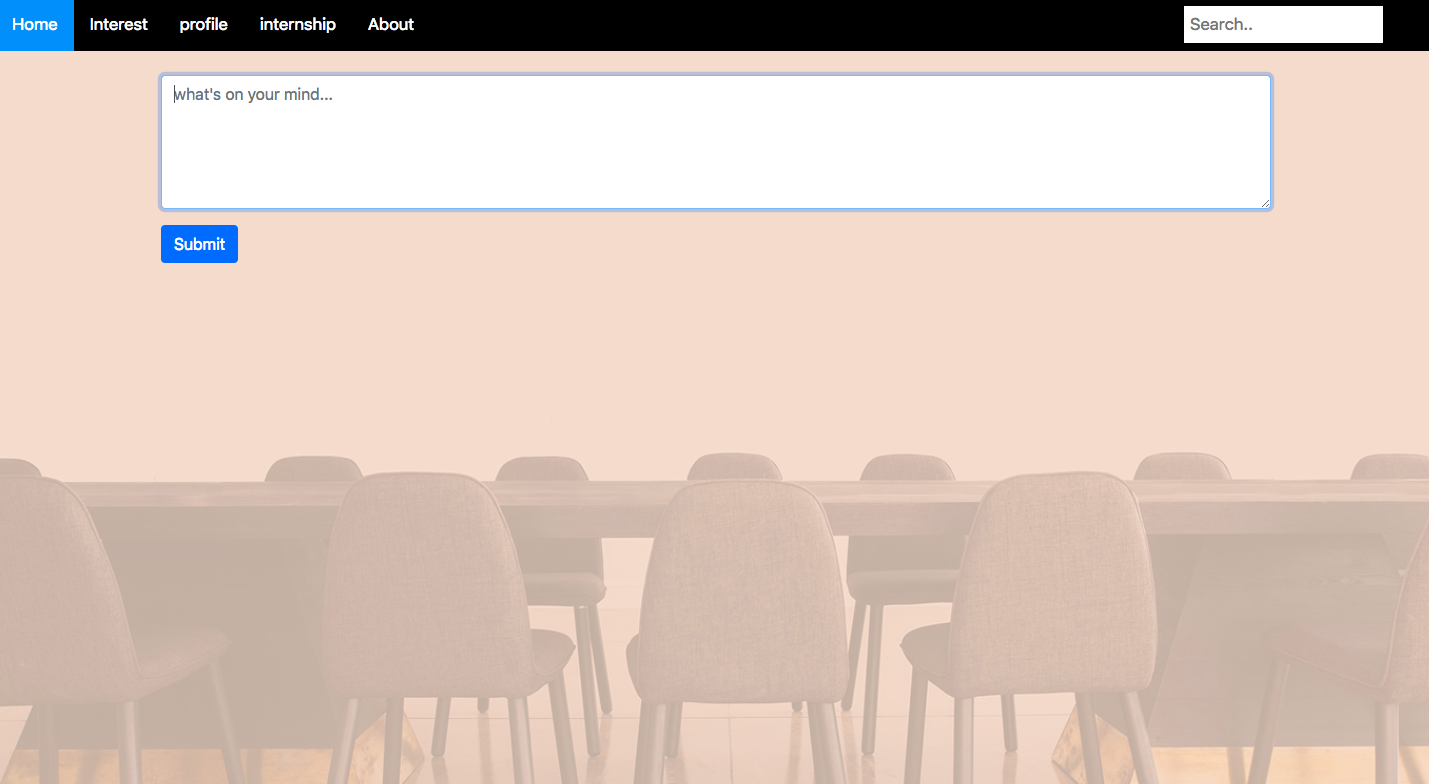 Home Interest profile internship About Search..
what's on your mind...
Submit